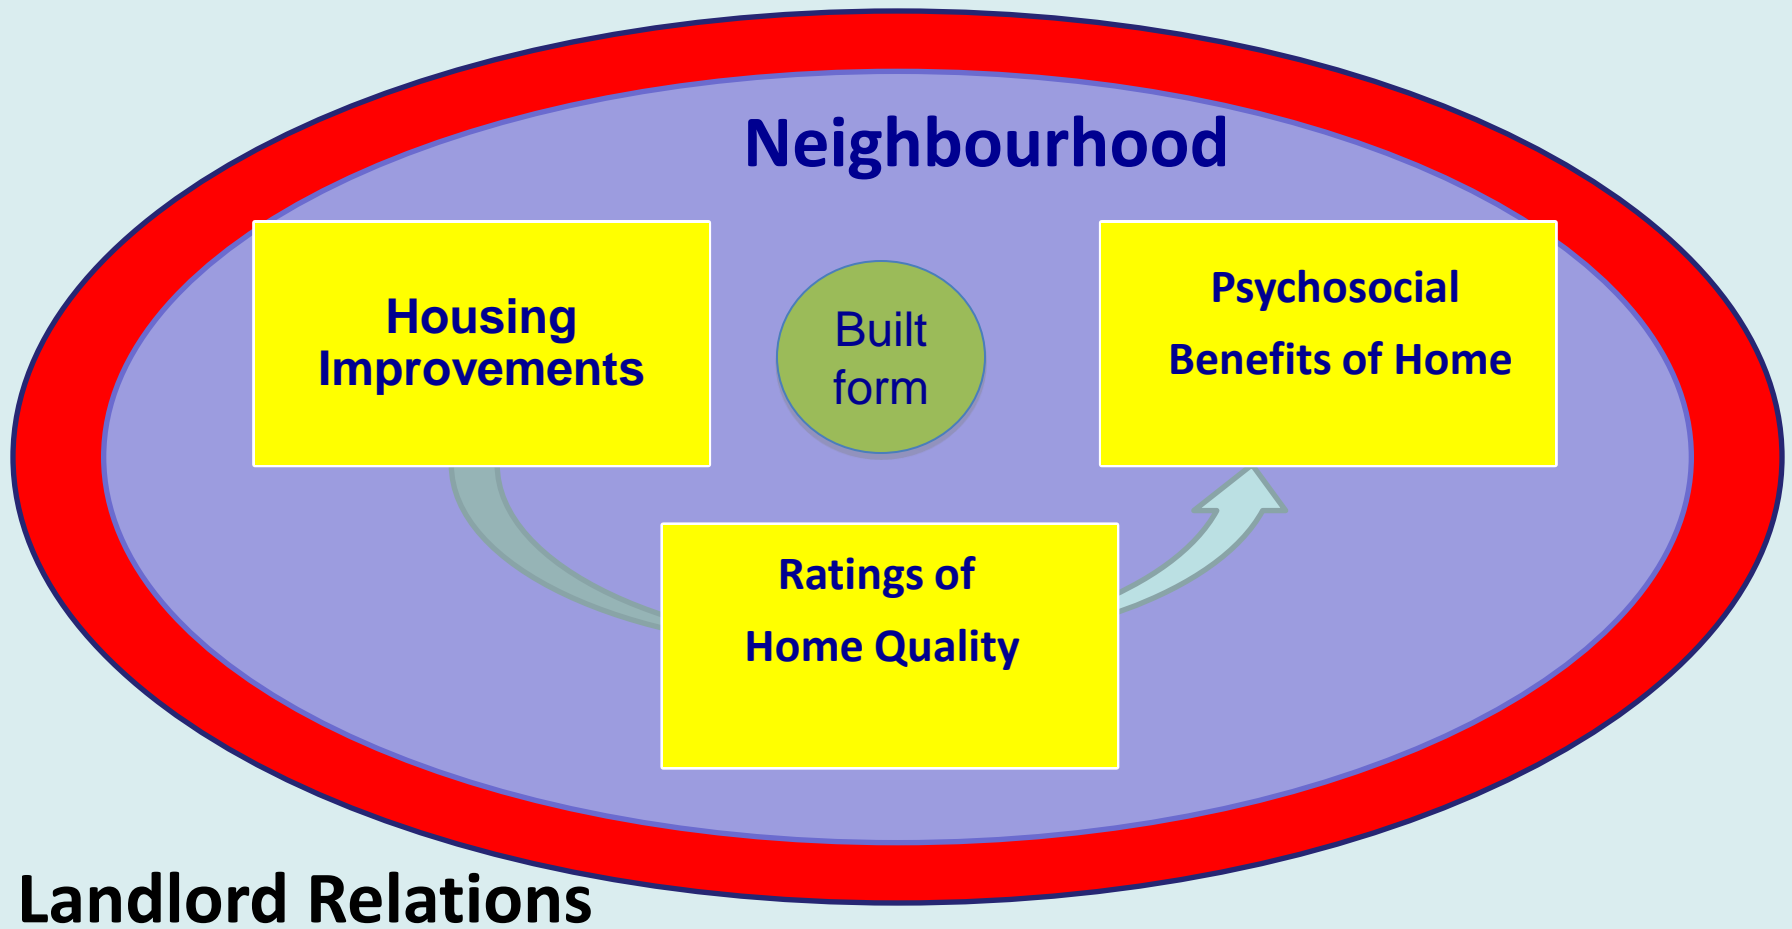 Neighbourhood
Housing
Improvements
Built
form
Psychosocial
Benefits of Home
Ratings of
Home Quality
Landlord Relations